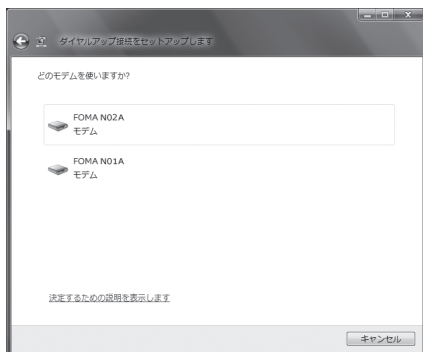 ダイヤルアップ接続をセットアップします
どのモデムを使いますか?
FOMA N02A
モデム
FOMA N01A
モデム
決定するための説明を表示します
キャンセル